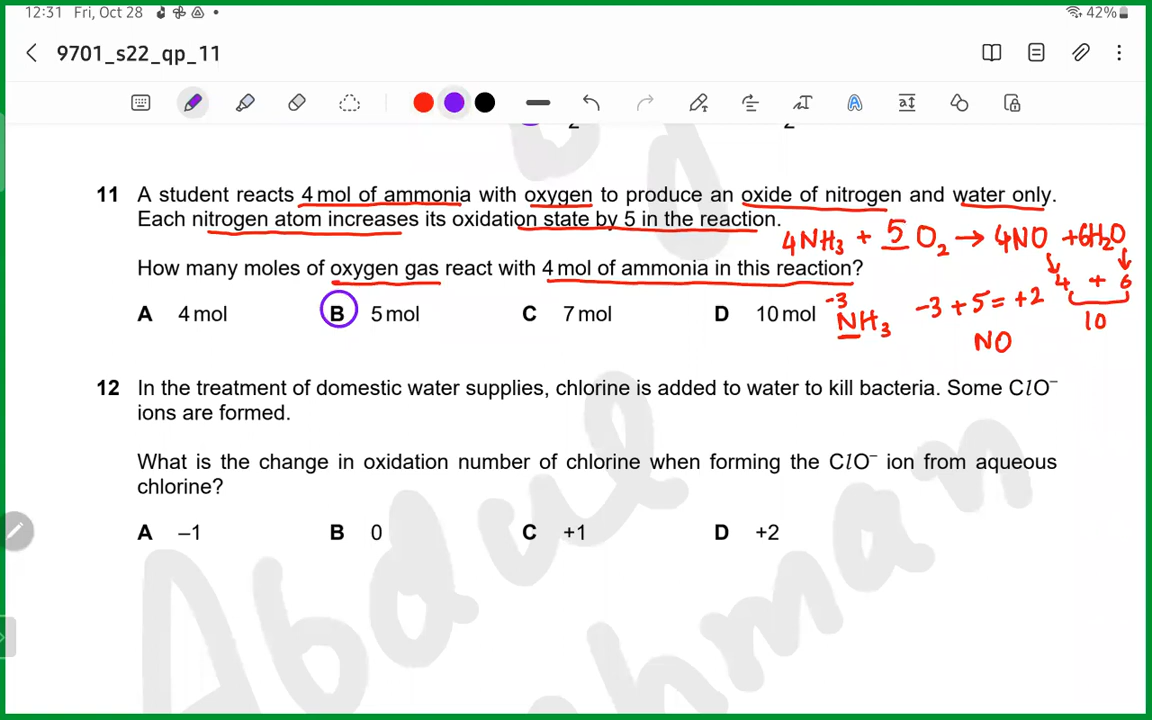 12:31 Fri, Oct 28
42%
9701_s22_qp_11
2 2
11 A student reacts 4 mol of ammonia with oxygen to produce an oxide of nitrogen and water only.
Each nitrogen atom increases its oxidation state by 5 in the reaction.
4NH₃ + 5 O₂ → 4NO + 6H₂O
How many moles of oxygen gas react with 4 mol of ammonia in this reaction?
4 + 6
A 4 mol B 5 mol C 7 mol D 10 mol
-3
NH₃
-3 + 5 = +2
10
NO
12 In the treatment of domestic water supplies, chlorine is added to water to kill bacteria. Some ClO⁻
ions are formed.
What is the change in oxidation number of chlorine when forming the ClO⁻ ion from aqueous
chlorine?
A –1 B 0 C +1 D +2
Abdul